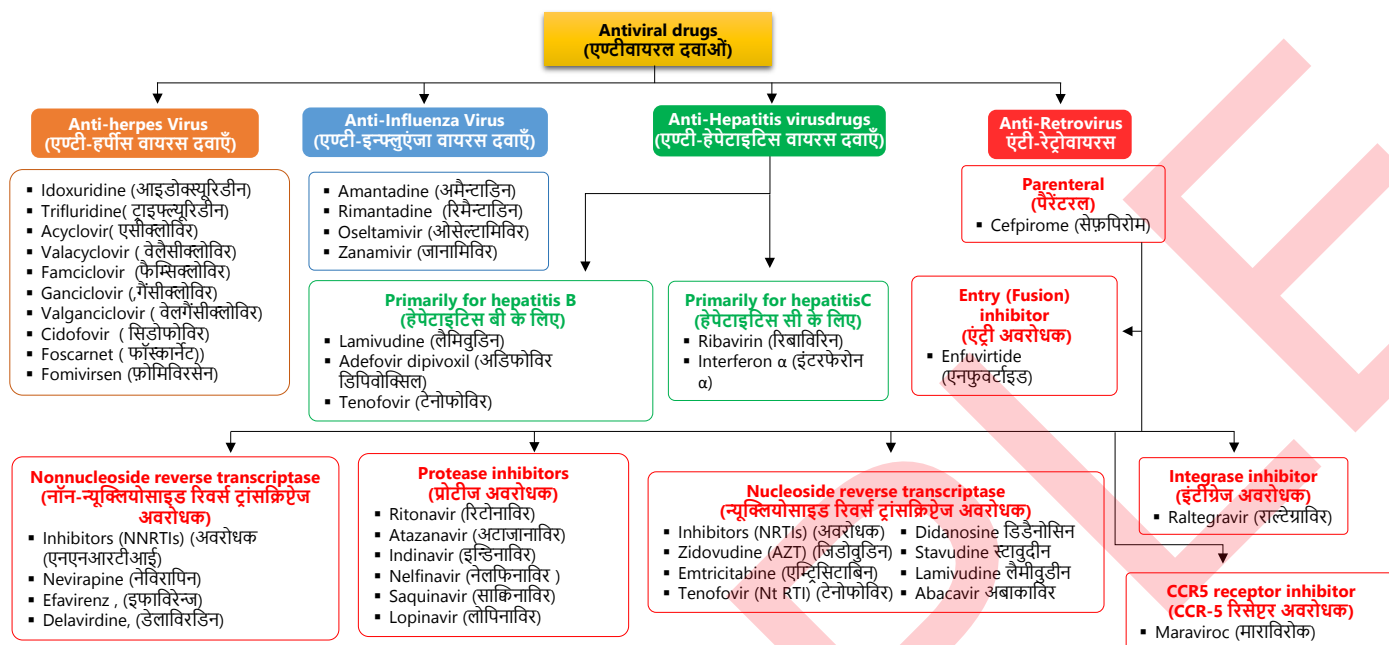 Antiviral drugs
(एण्टीवायरल दवाओं)
Anti-herpes Virus
(एण्टी-हर्पीस वायरस दवाएँ)
Idoxuridine (आइडोक्स्यूरिडीन)
Trifluridine( ट्राइफ्ल्यूरिडीन)
Acyclovir( एसीक्लोविर)
Valacyclovir ( वेलैसीक्लोविर)
Famciclovir (फैम्सिक्लोविर)
Ganciclovir (,गैंसीक्लोविर)
Valganciclovir ( वेलगैंसीक्लोविर)
Cidofovir ( सिडोफोविर)
Foscarnet ( फॉस्कार्नेट))
Fomivirsen (फ़ोमिविरसेन)
Anti-Influenza Virus
(एण्टी-इन्फ्लुएंजा वायरस दवाएँ)
Amantadine (अमैन्टाडिन)
Rimantadine (रिमैन्टाडिन)
Oseltamivir (ओसेल्टामिविर)
Zanamivir (जानामिविर)
Anti-Hepatitis virusdrugs
(एण्टी-हेपेटाइटिस वायरस दवाएँ)
Primarily for hepatitis B
(हेपेटाइटिस बी के लिए)
Lamivudine (लैमिवुडिन)
Adefovir dipivoxil (अडिफोविर
डिपिवोक्सिल)
Tenofovir (टेनोफोविर)
Primarily for hepatitisC
(हेपेटाइटिस सी के लिए)
Ribavirin (रिबाविरिन)
Interferon α (इंटरफेरोन
α)
Anti-Retrovirus
एंटी-रेट्रोवायरस
Parenteral
(पैरेंटरल)
Cefpirome (सेफ़पिरोम)
Entry (Fusion)
inhibitor
(एंट्री अवरोधक)
Enfuvirtide
(एनफुवर्टाइड)
Nonnucleoside reverse transcriptase
(नॉन-न्यूक्लियोसाइड रिवर्स ट्रांसक्रिप्टेज
अवरोधक)
Inhibitors (NNRTIs) (अवरोधक
(एनएनआरटीआई)
Nevirapine (नेविरापिन)
Efavirenz , (इफाविरेन्ज)
Delavirdine, (डेलाविरडिन)
Protease inhibitors
(प्रोटीज अवरोधक)
Ritonavir (रिटोनाविर)
Atazanavir (अटाजानाविर)
Indinavir (इन्डिनाविर)
Nelfinavir (नेलफिनाविर )
Saquinavir (साक्विनाविर)
Lopinavir (लोपिनाविर)
Nucleoside reverse transcriptase
(न्यूक्लियोसाइड रिवर्स ट्रांसक्रिप्टेज अवरोधक)
Inhibitors (NRTIs) (अवरोधक)
Zidovudine (AZT) (जिडोवुडिन)
Emtricitabine (एम्ट्रिसिटाबिन)
Tenofovir (Nt RTI) (टेनोफोविर)
Didanosine डिडैनोसिन
Stavudine स्टावुदीन
Lamivudine लैमीवुडीन
Abacavir अबाकाविर
Integrase inhibitor
(इंटीग्रेज अवरोधक)
Raltegravir (राल्टेग्राविर)
CCR5 receptor inhibitor
(CCR-5 रिसेप्टर अवरोधक)
Maraviroc (माराविरोक)